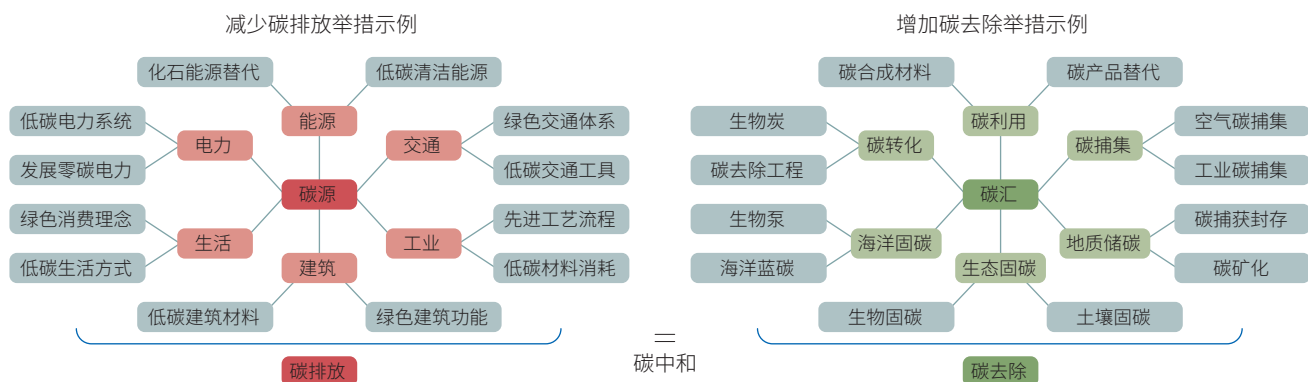 减少碳排放举措示例
化石能源替代
低碳清洁能源
低碳电力系统
能源
绿色交通体系
电力
交通
发展零碳电力
低碳交通工具
碳源
绿色消费理念
先进工艺流程
生活
工业
低碳生活方式
建筑
低碳材料消耗
低碳建筑材料
绿色建筑功能
碳排放
=
碳中和
增加碳去除举措示例
碳合成材料
碳产品替代
生物炭
碳利用
空气碳捕集
碳转化
碳捕集
碳去除工程
工业碳捕集
碳汇
生物泵
碳捕获封存
海洋固碳
地质储碳
海洋蓝碳
生态固碳
碳矿化
生物固碳
土壤固碳
碳去除